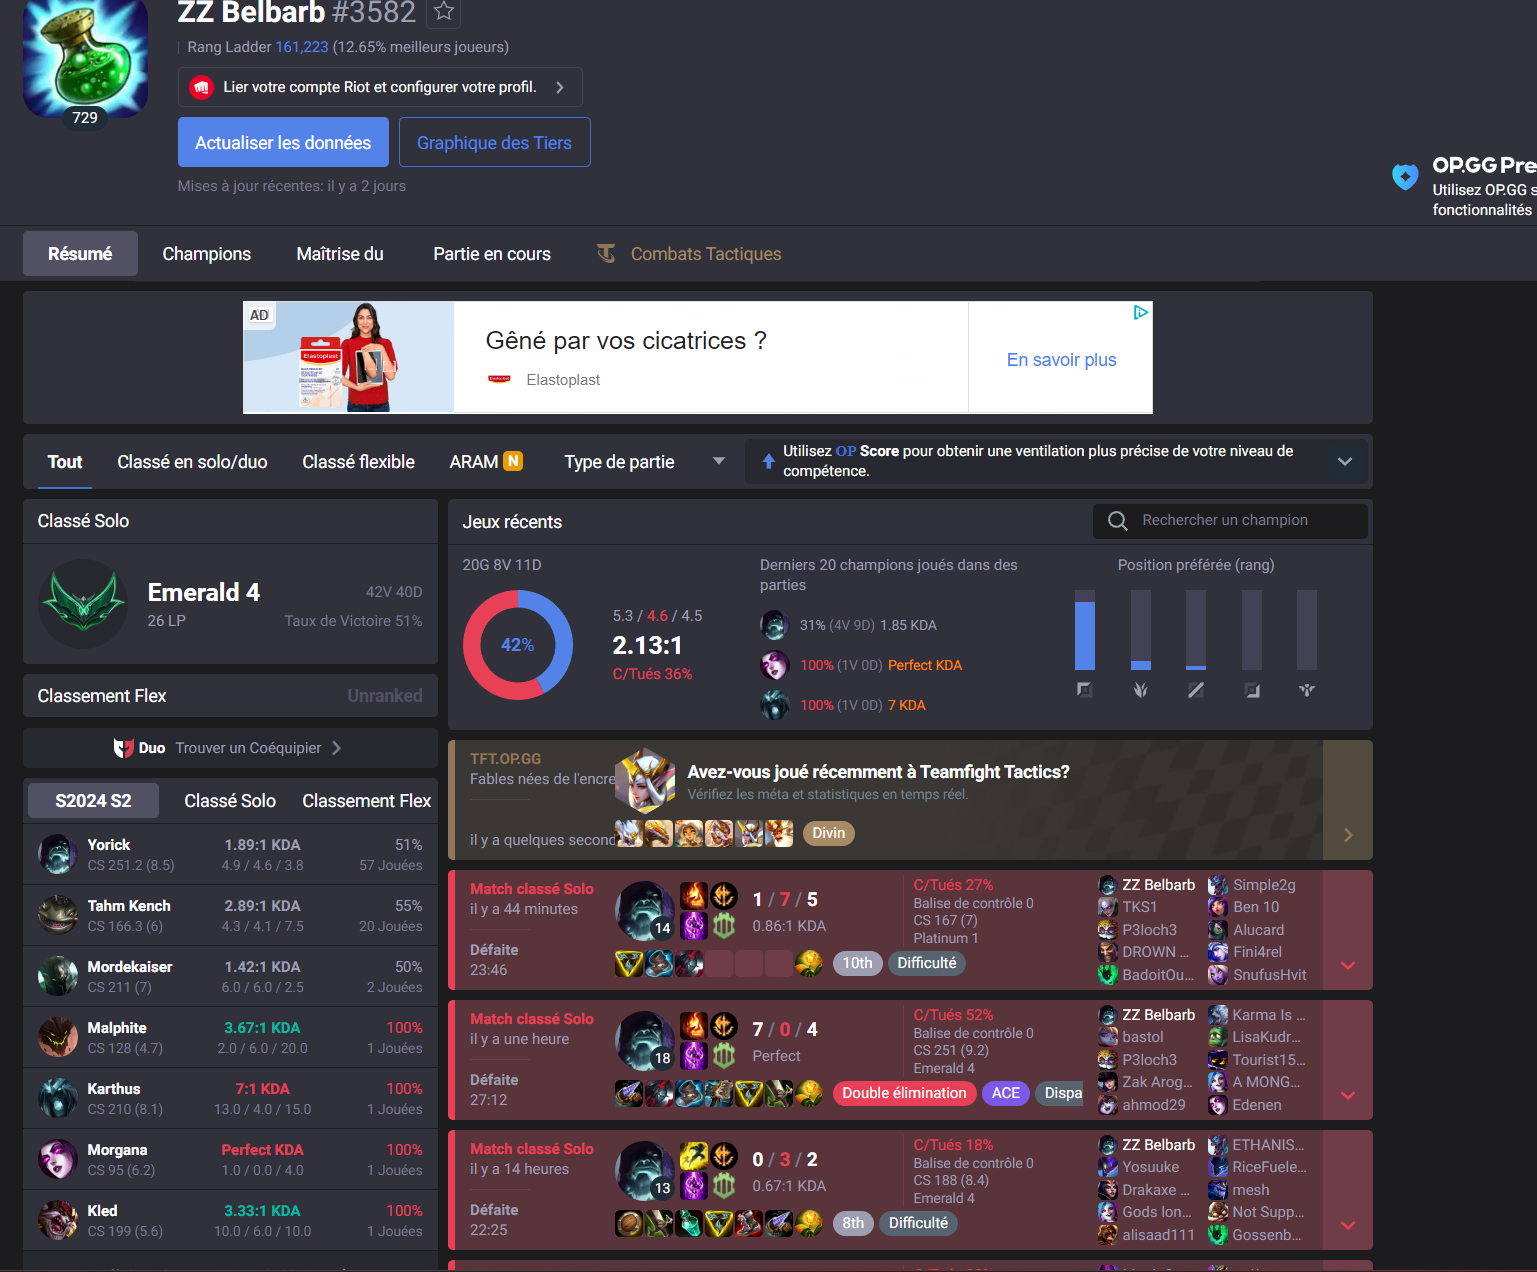 ZZ Belbarb #3582
Rang Ladder 161,223 (12.65% meilleurs joueurs)
Lier votre compte Riot et configurer votre profil.
729
Actualiser les données
Graphique des Tiers
Mises à jour récentes: il y a 2 jours
OP.GG Pre
Utilisez OP.GG s
fonctionnalités
Résumé
Champions
Maîtrise du
Partie en cours
Combats Tactiques
AD
Elastoplast
Gêné par vos cicatrices ?
Elastoplast
En savoir plus
Tout
Classé en solo/duo
Classé flexible
ARAM N
Type de partie
Utilisez OP Score pour obtenir une ventilation plus précise de votre niveau de
compétence.
Classé Solo
Emerald 4
26 LP
42V 40D
Taux de Victoire 51%
Classement Flex
Unranked
Duo Trouver un Coéquipier
S2024 S2
Classé Solo
Classement Flex
Yorick
CS 251.2 (8.5)
1.89:1 KDA
4.9 / 4.6 / 3.8
51%
57 Jouées
Tahm Kench
CS 166.3 (6)
2.89:1 KDA
4.3 / 4.1 / 7.5
55%
20 Jouées
Mordekaiser
CS 211 (7)
1.42:1 KDA
6.0 / 6.0 / 2.5
50%
2 Jouées
Malphite
CS 128 (4.7)
3.67:1 KDA
2.0 / 6.0 / 20.0
100%
1 Jouées
Karthus
CS 210 (8.1)
7:1 KDA
13.0 / 4.0 / 15.0
100%
1 Jouées
Morgana
CS 95 (6.2)
Perfect KDA
1.0 / 0.0 / 4.0
100%
1 Jouées
Kled
CS 199 (5.6)
3.33:1 KDA
10.0 / 6.0 / 10.0
100%
1 Jouées
Jeux récents
Rechercher un champion
20G 8V 11D
42%
5.3 / 4.6 / 4.5
2.13:1
C/Tués 36%
Derniers 20 champions joués dans des
parties
31% (4V 9D) 1.85 KDA
100% (1V 0D) Perfect KDA
100% (1V 0D) 7 KDA
Position préférée (rang)
TFT.OP.GG
Fables nées de l'encre
il y a quelques second
Avez-vous joué récemment à Teamfight Tactics?
Vérifiez les méta et statistiques en temps réel.
Divin
Match classé Solo
il y a 44 minutes
Défaite
23:46
14
1 / 7 / 5
0.86:1 KDA
10th
Difficulté
C/Tués 27%
Balise de contrôle 0
CS 167 (7)
Platinum 1
ZZ Belbarb
TKS1
P3loch3
DROWN ...
BadoitOu...
Simple2g
Ben 10
Alucard
Fini4rel
SnufusHvit
Match classé Solo
il y a une heure
Défaite
27:12
18
7 / 0 / 4
Perfect
Double élimination
ACE
Dispa
C/Tués 52%
Balise de contrôle 0
CS 251 (9.2)
Emerald 4
ZZ Belbarb
bastol
P3loch3
Zak Arog...
ahmod29
Karma Is ...
LisaKudr...
Tourist15...
A MONG...
Edenen
Match classé Solo
il y a 14 heures
Défaite
22:25
13
0 / 3 / 2
0.67:1 KDA
8th
Difficulté
C/Tués 18%
Balise de contrôle 0
CS 188 (8.4)
Emerald 4
ZZ Belbarb
Yosuuke
Drakaxe ...
Gods Ion...
alisaad111
ETHANIS...
RiceFuele...
mesh
Not Supp...
Gossenb...